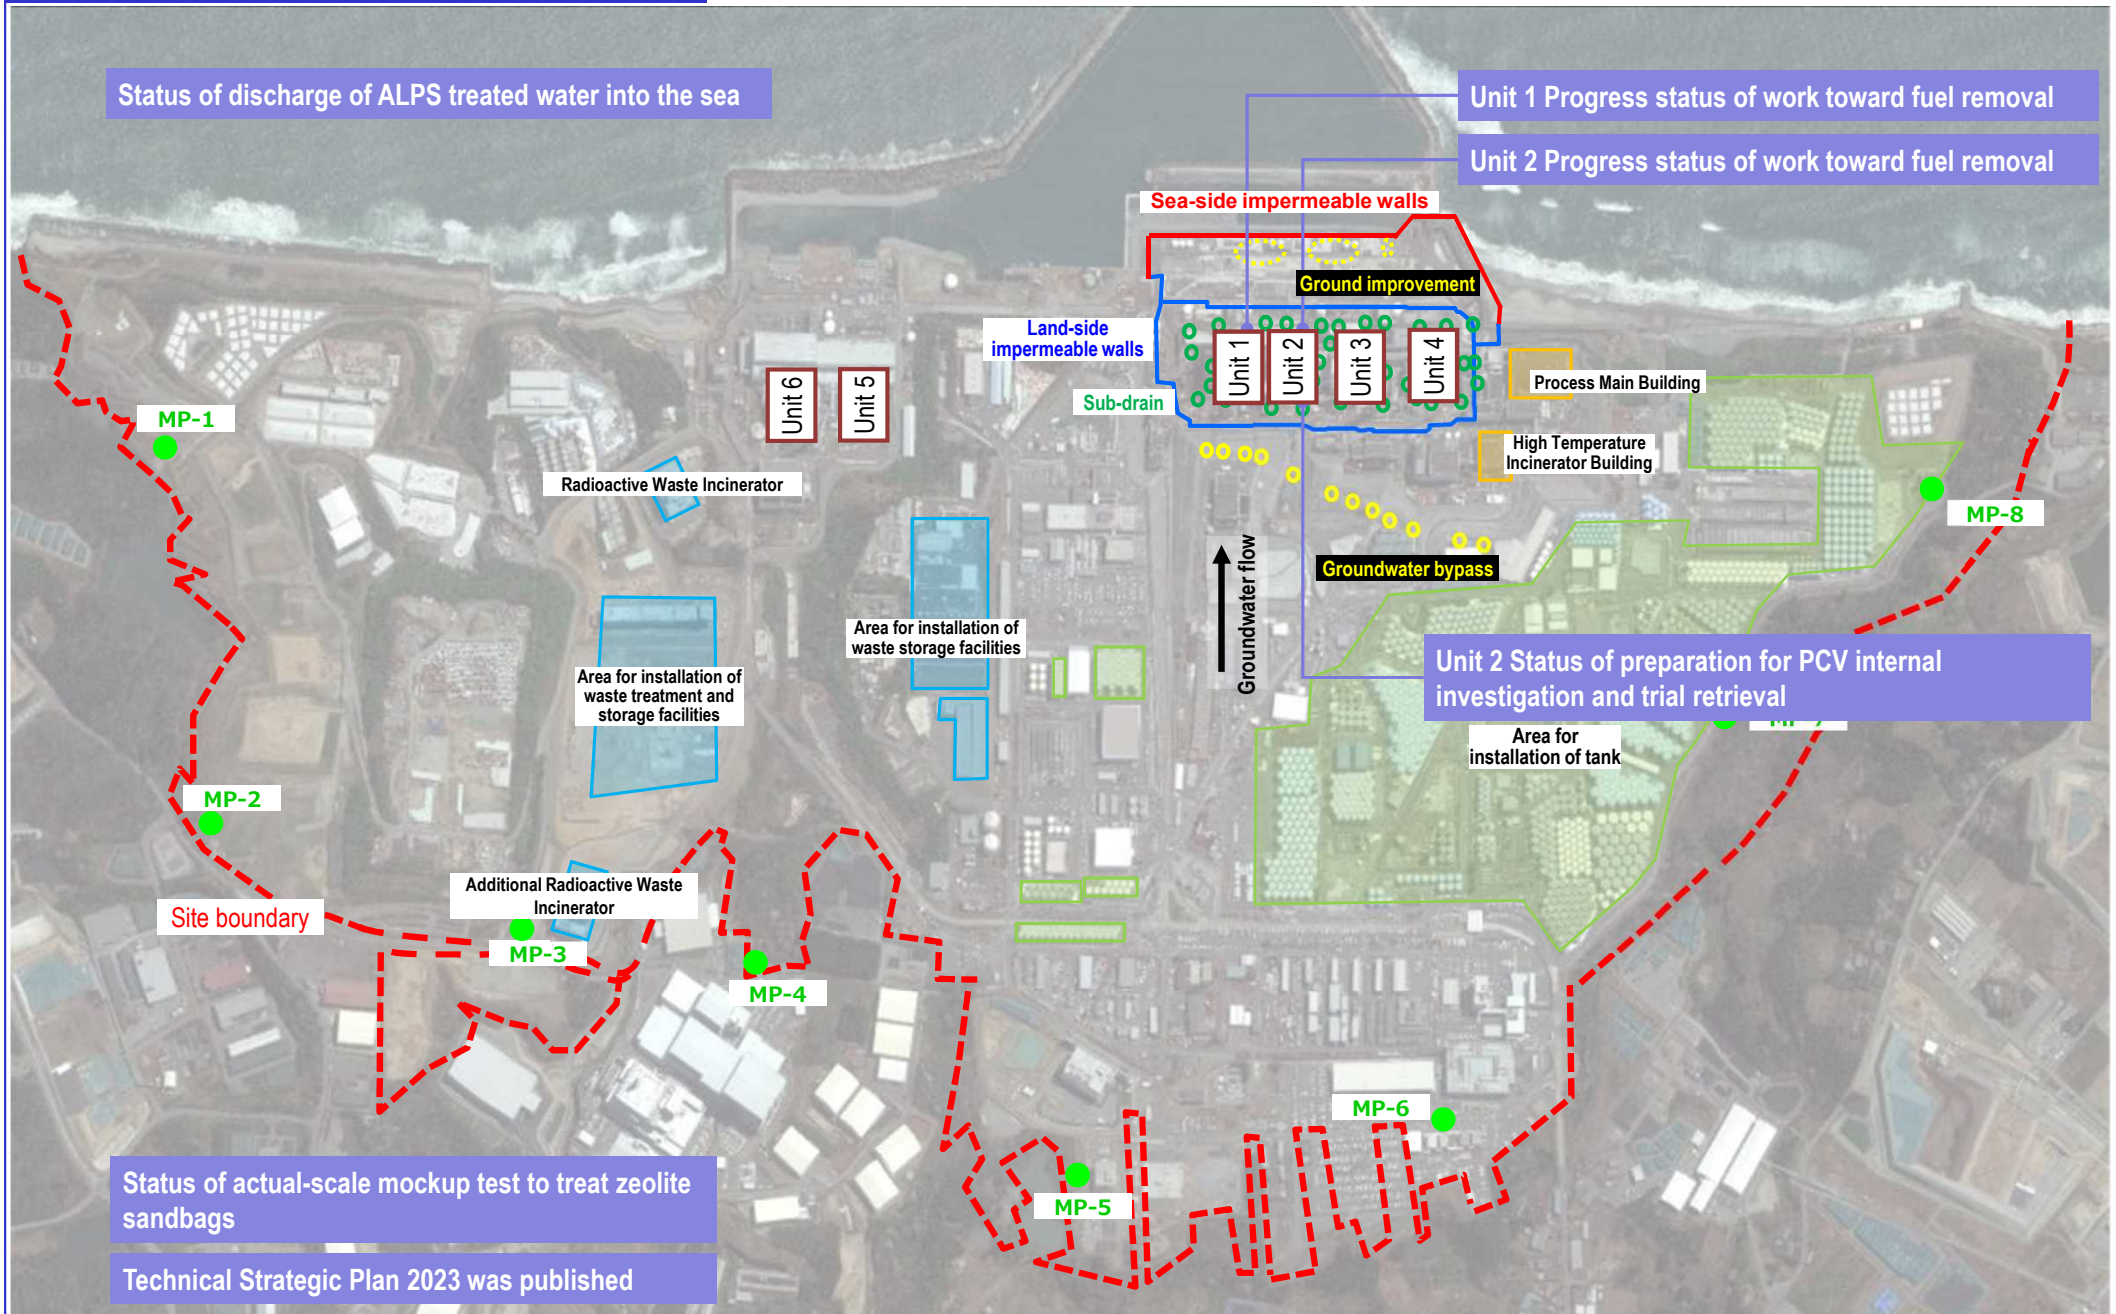 Status of discharge of ALPS treated water into the sea
Unit 1 Progress status of work toward fuel removal
Unit 2 Progress status of work toward fuel removal
Sea-side impermeable walls
Ground improvement
Land-side
impermeable walls
Unit 1
Unit 2
Unit 3
Unit 4
Unit 6
Unit 5
Process Main Building
Sub-drain
MP-1
High Temperature
Incinerator Building
Radioactive Waste Incinerator
MP-8
Groundwater flow
Groundwater bypass
Area for installation of
waste storage facilities
Area for installation of
waste treatment and
storage facilities
Unit 2 Status of preparation for PCV internal
investigation and trial retrieval
Area for
installation of tank
MP-2
Additional Radioactive Waste
Incinerator
Site boundary
MP-3
MP-4
MP-6
MP-5
Status of actual-scale mockup test to treat zeolite
sandbags
Technical Strategic Plan 2023 was published